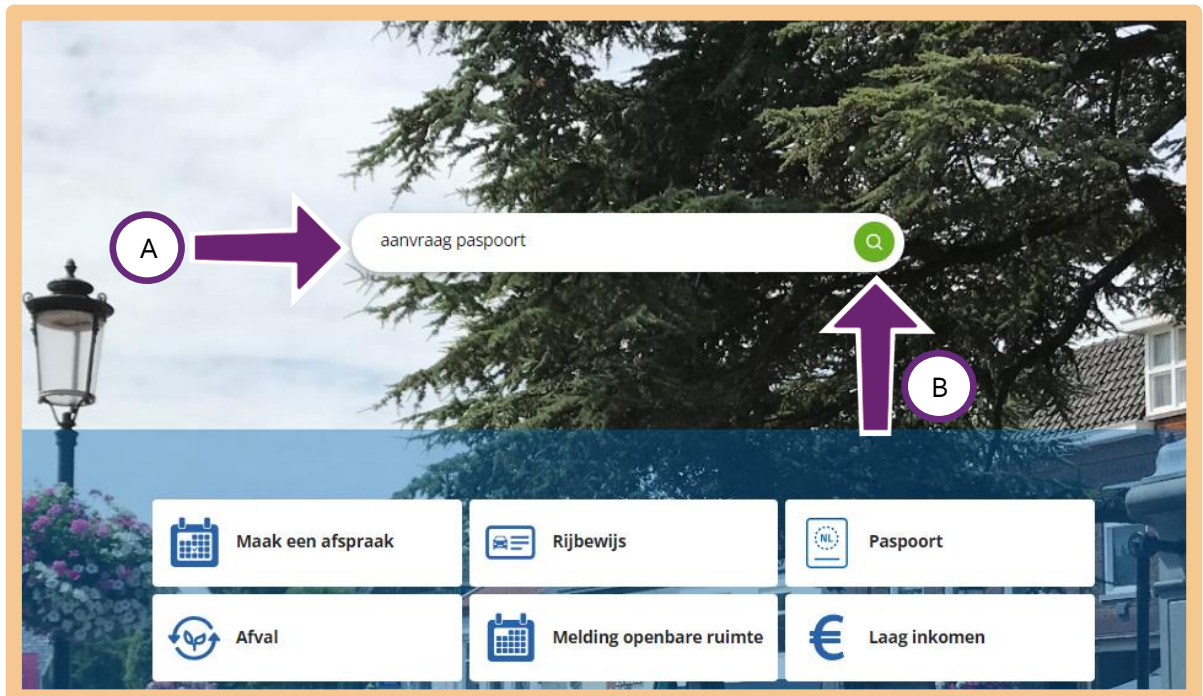 A
aanvraag paspoort
B
Maak een afspraak
Rijbewijs
NL
Paspoort
Afval
Melding openbare ruimte
€
Laag inkomen